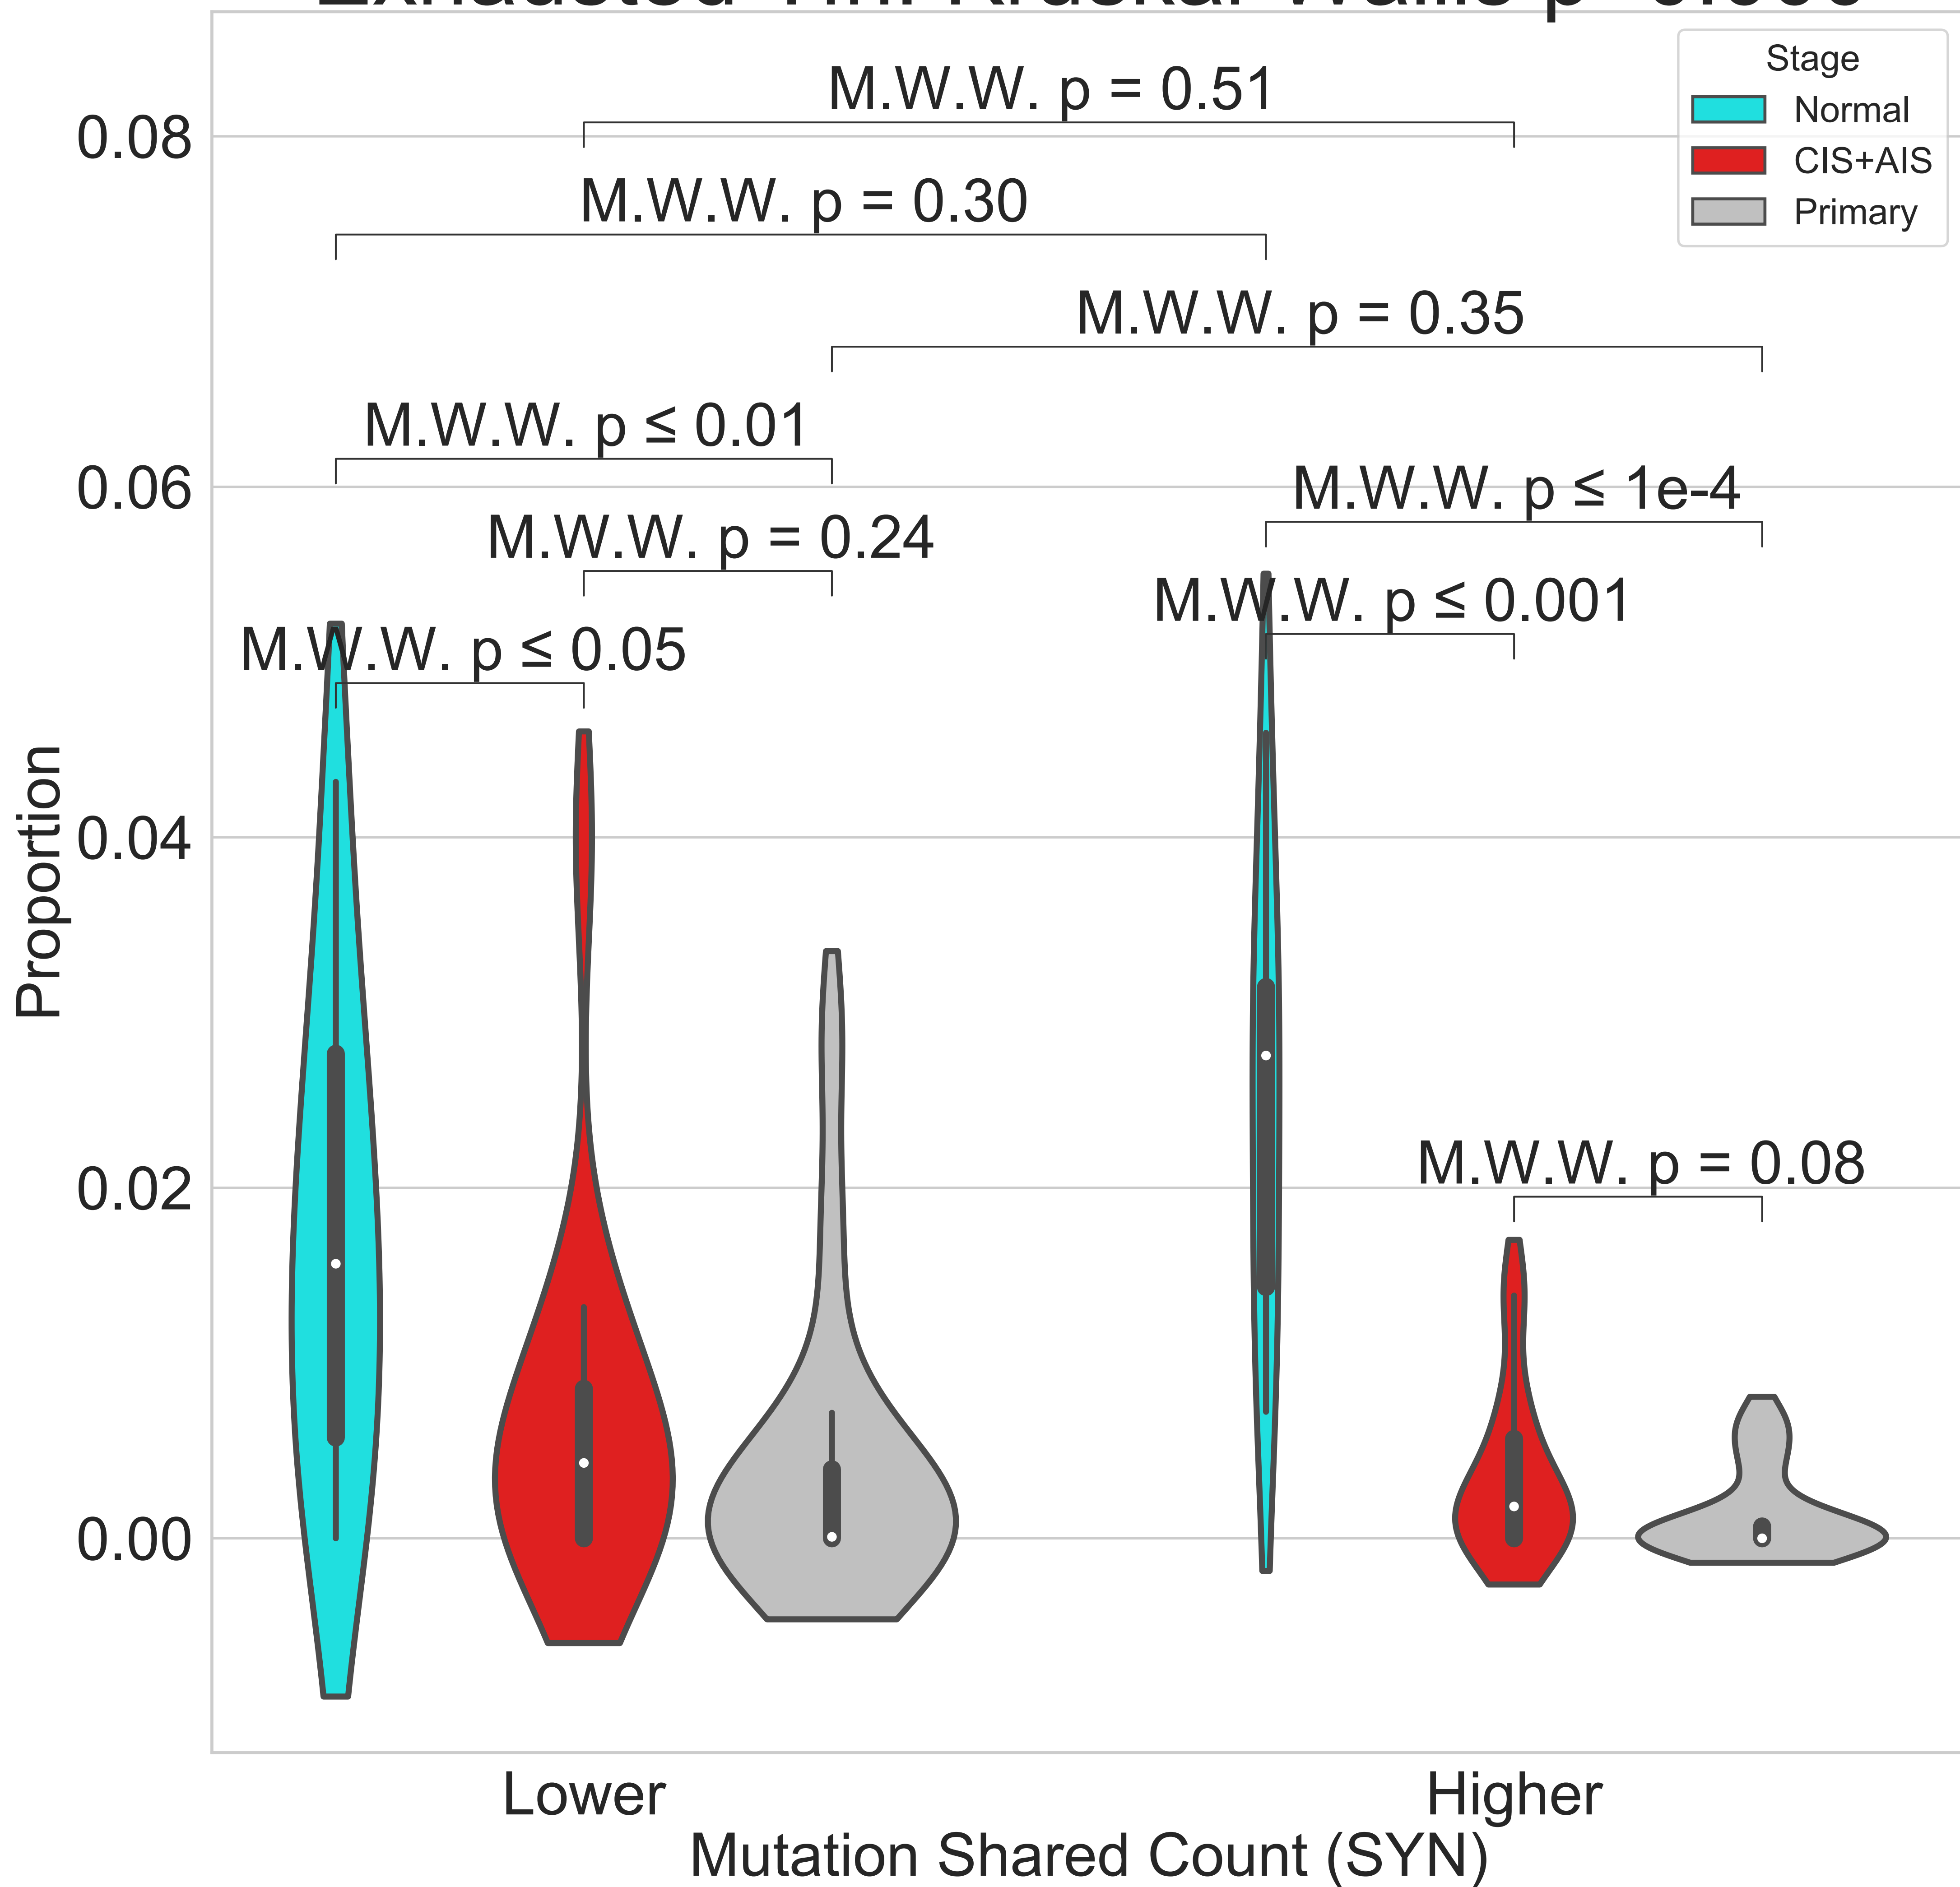 Stage
Normal
CIS+AIS
Primary
M.W.W. p = 0.51
M.W.W. p = 0.30
M.W.W. p = 0.35
M.W.W. p ≤ 0.01
M.W.W. p ≤ 1e-4
M.W.W. p = 0.24
M.W.W. p ≤ 0.001
M.W.W. p ≤ 0.05
M.W.W. p = 0.08
0.08
0.06
0.04
0.02
0.00
Proportion
Lower
Higher
Mutation Shared Count (SYN)